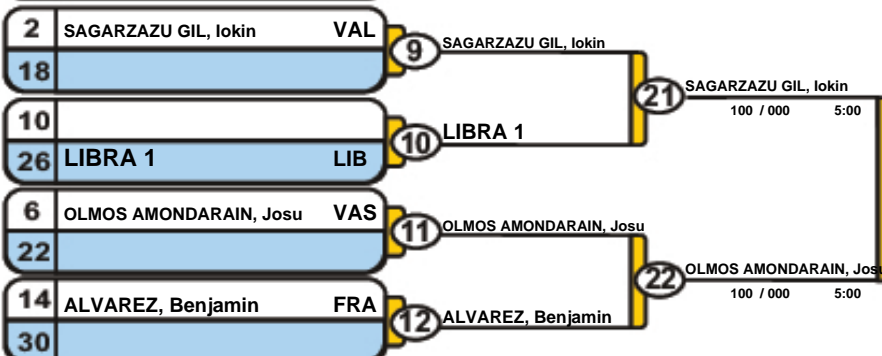 2 SAGARZAZU GIL, Iokin VAL
18
9 SAGARZAZU GIL, Iokin
10
26 LIBRA 1 LIB
10 LIBRA 1
21 SAGARZAZU GIL, Iokin
100 / 000 5:00
6 OLMOS AMONDARAIN, Josu VAS
22
11 OLMOS AMONDARAIN, Josu
14 ALVAREZ, Benjamin FRA
30
12 ALVAREZ, Benjamin
22 OLMOS AMONDARAIN, Josu
100 / 000 5:00